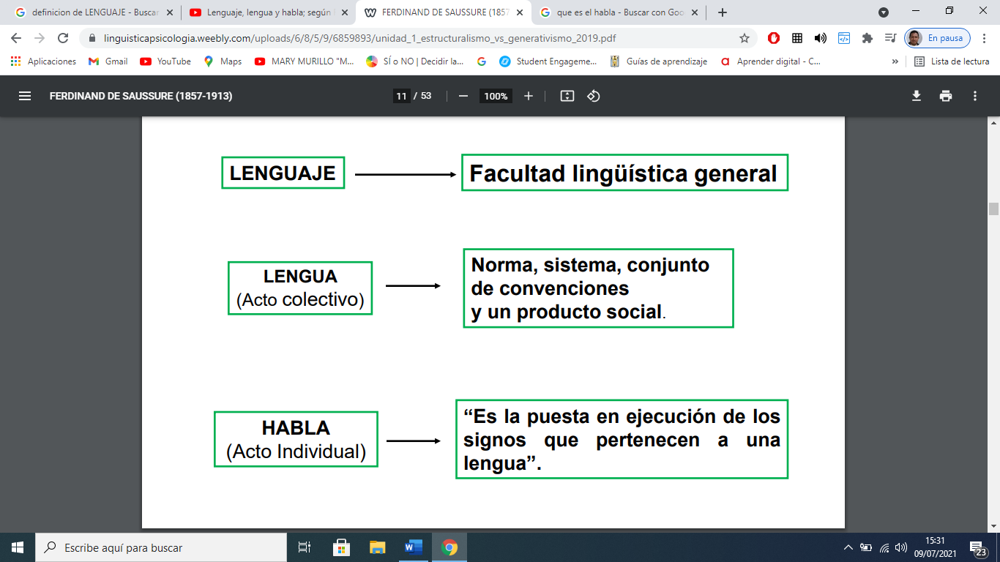 definicion de LENGUAJE - Buscar
Lenguaje, lengua y habla; según
FERDINAND DE SAUSSURE (1857
que es el habla - Buscar con Goo
linguisticapsicologia.weebly.com/uploads/6/8/5/9/6859893/unidad_1_estructuralismo_vs_generativismo_2019.pdf
En pausa
Aplicaciones
Gmail
YouTube
Maps
MARY MURILLO "M...
SÍ o NO | Decidir la...
Student Engageme...
Guías de aprendizaje
Aprender digital - C...
»
Lista de lectura
FERDINAND DE SAUSSURE (1857-1913)
11 / 53
100%
LENGUAJE
Facultad lingüística general
LENGUA
(Acto colectivo)
Norma, sistema, conjunto
de convenciones
y un producto social.
HABLA
(Acto Individual)
“Es la puesta en ejecución de los
signos que pertenecen a una
lengua”.
Escribe aquí para buscar
15:31
09/07/2021
23